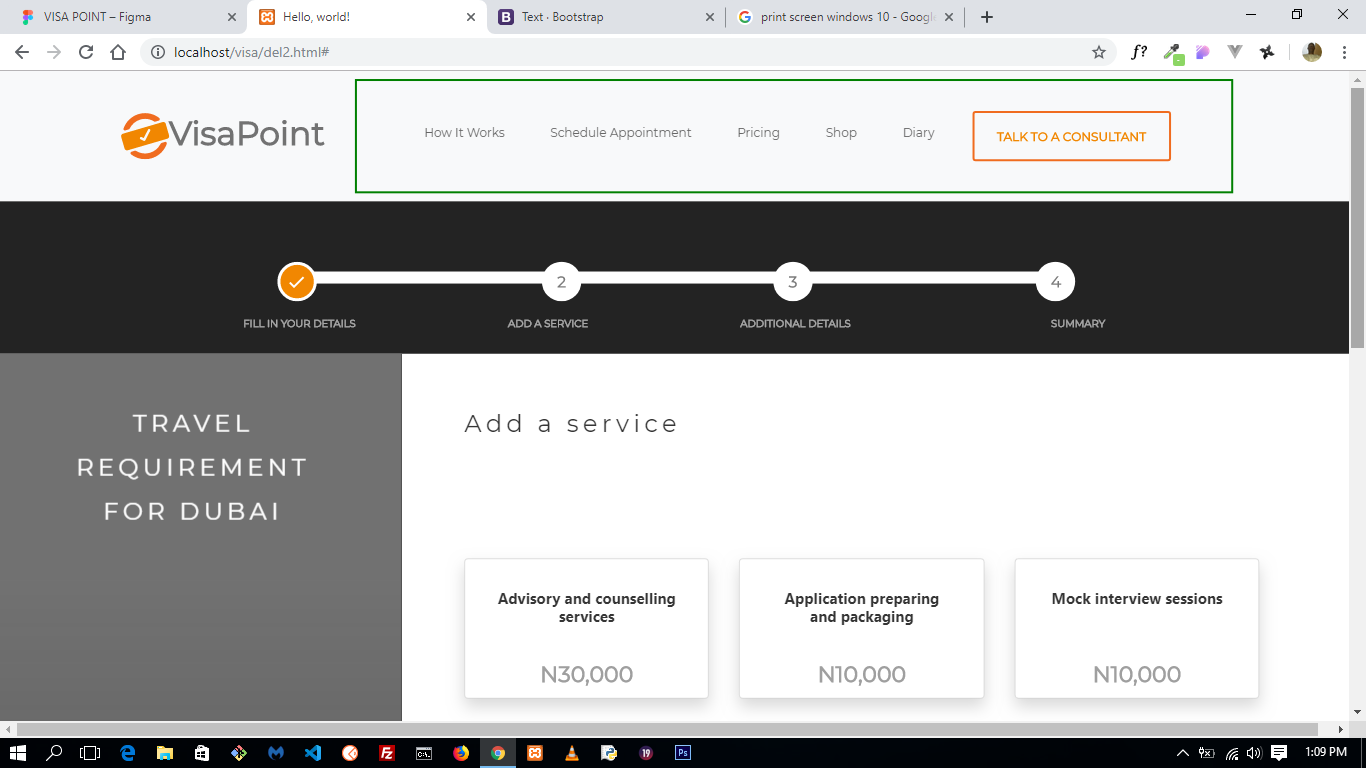 VISA POINT – Figma
Hello, world!
Text · Bootstrap
print screen windows 10 - Google
localhost/visa/del2.html#
f?
VisaPoint
How It Works
Schedule Appointment
Pricing
Shop
Diary
TALK TO A CONSULTANT
2
3
4
FILL IN YOUR DETAILS
ADD A SERVICE
ADDITIONAL DETAILS
SUMMARY
TRAVEL
REQUIREMENT
FOR DUBAI
Add a service
Advisory and counselling
services
N30,000
Application preparing
and packaging
N10,000
Mock interview sessions
N10,000
19
Ps
1:09 PM